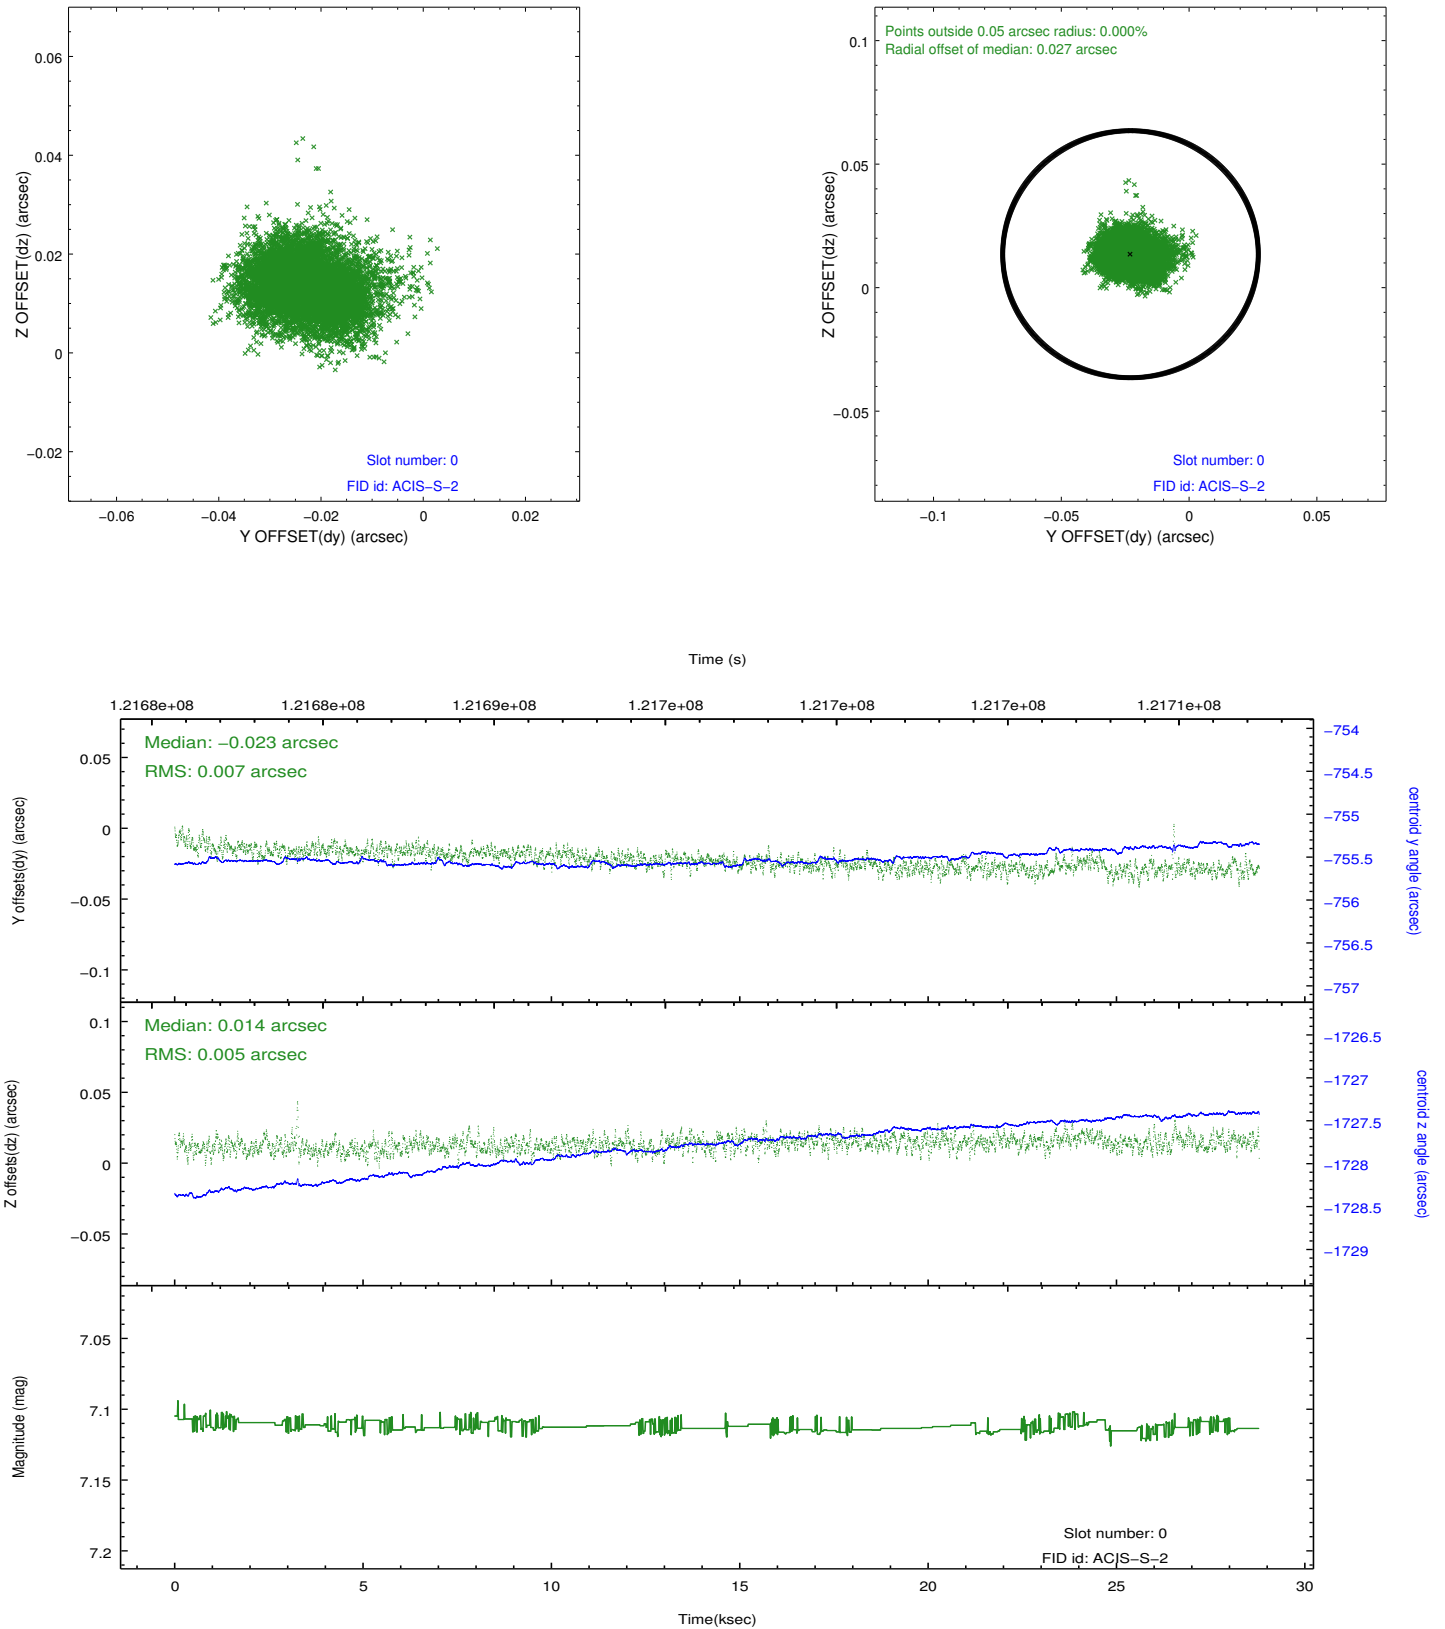 0.06
0.04
0.02
0
−0.02
Z OFFSET(dz) (arcsec)
Slot number: 0
FID id: ACIS−S−2
−0.06 −0.04 −0.02 0 0.02
Y OFFSET(dy) (arcsec)
Points outside 0.05 arcsec radius: 0.000%
Radial offset of median: 0.027 arcsec
0.1
0.05
0
−0.05
Z OFFSET(dz) (arcsec)
Slot number: 0
FID id: ACIS−S−2
−0.1 −0.05 0 0.05
Y OFFSET(dy) (arcsec)
Time (s)
1.2168e+08 1.2168e+08 1.2169e+08 1.217e+08 1.217e+08 1.217e+08 1.2171e+08
Median: −0.023 arcsec
RMS: 0.007 arcsec
0.05
0
−0.05
−0.1
Y offsets(dy) (arcsec)
−754
−754.5
−755
−755.5
−756
−756.5
−757
centroid y angle (arcsec)
Median: 0.014 arcsec
RMS: 0.005 arcsec
0.1
0.05
0
−0.05
Z offsets(dz) (arcsec)
−1726.5
−1727
−1727.5
−1728
−1728.5
−1729
centroid z angle (arcsec)
7.05
7.1
7.15
7.2
Magnitude (mag)
Slot number: 0
FID id: ACIS−S−2
0 5 10 15 20 25 30
Time(ksec)